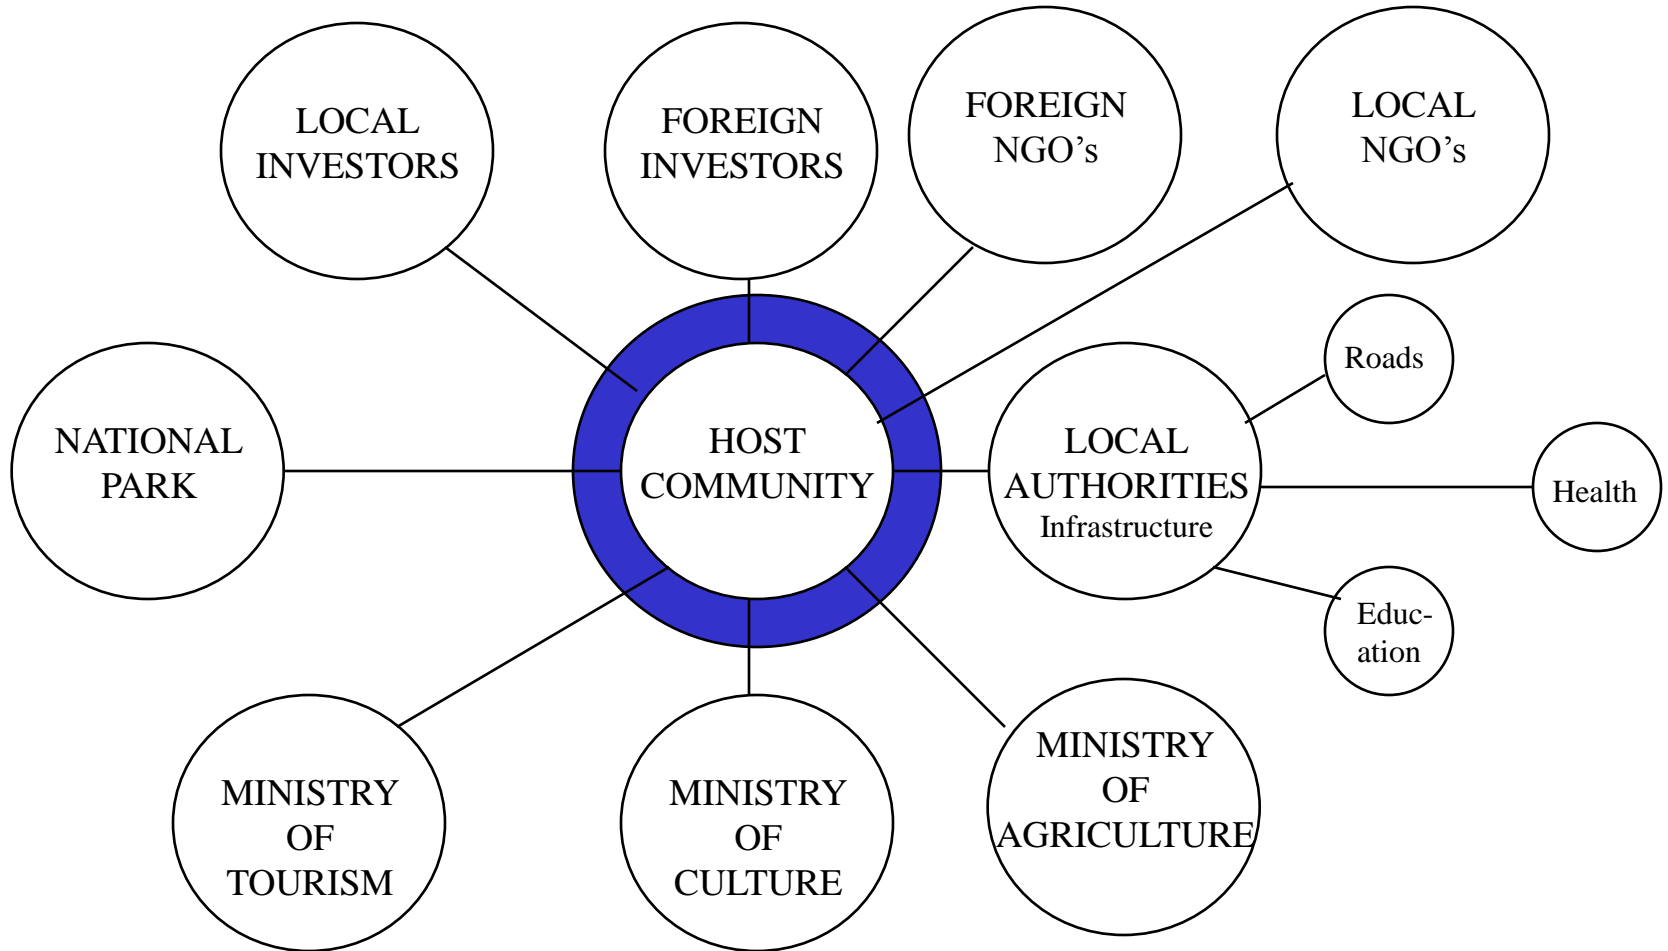 LOCAL
INVESTORS
FOREIGN
INVESTORS
FOREIGN
NGO’s
LOCAL
NGO’s
Roads
NATIONAL
PARK
HOST
COMMUNITY
LOCAL
AUTHORITIES
Infrastructure
Health
Educ-
ation
MINISTRY
OF
TOURISM
MINISTRY
OF
CULTURE
MINISTRY
OF
AGRICULTURE